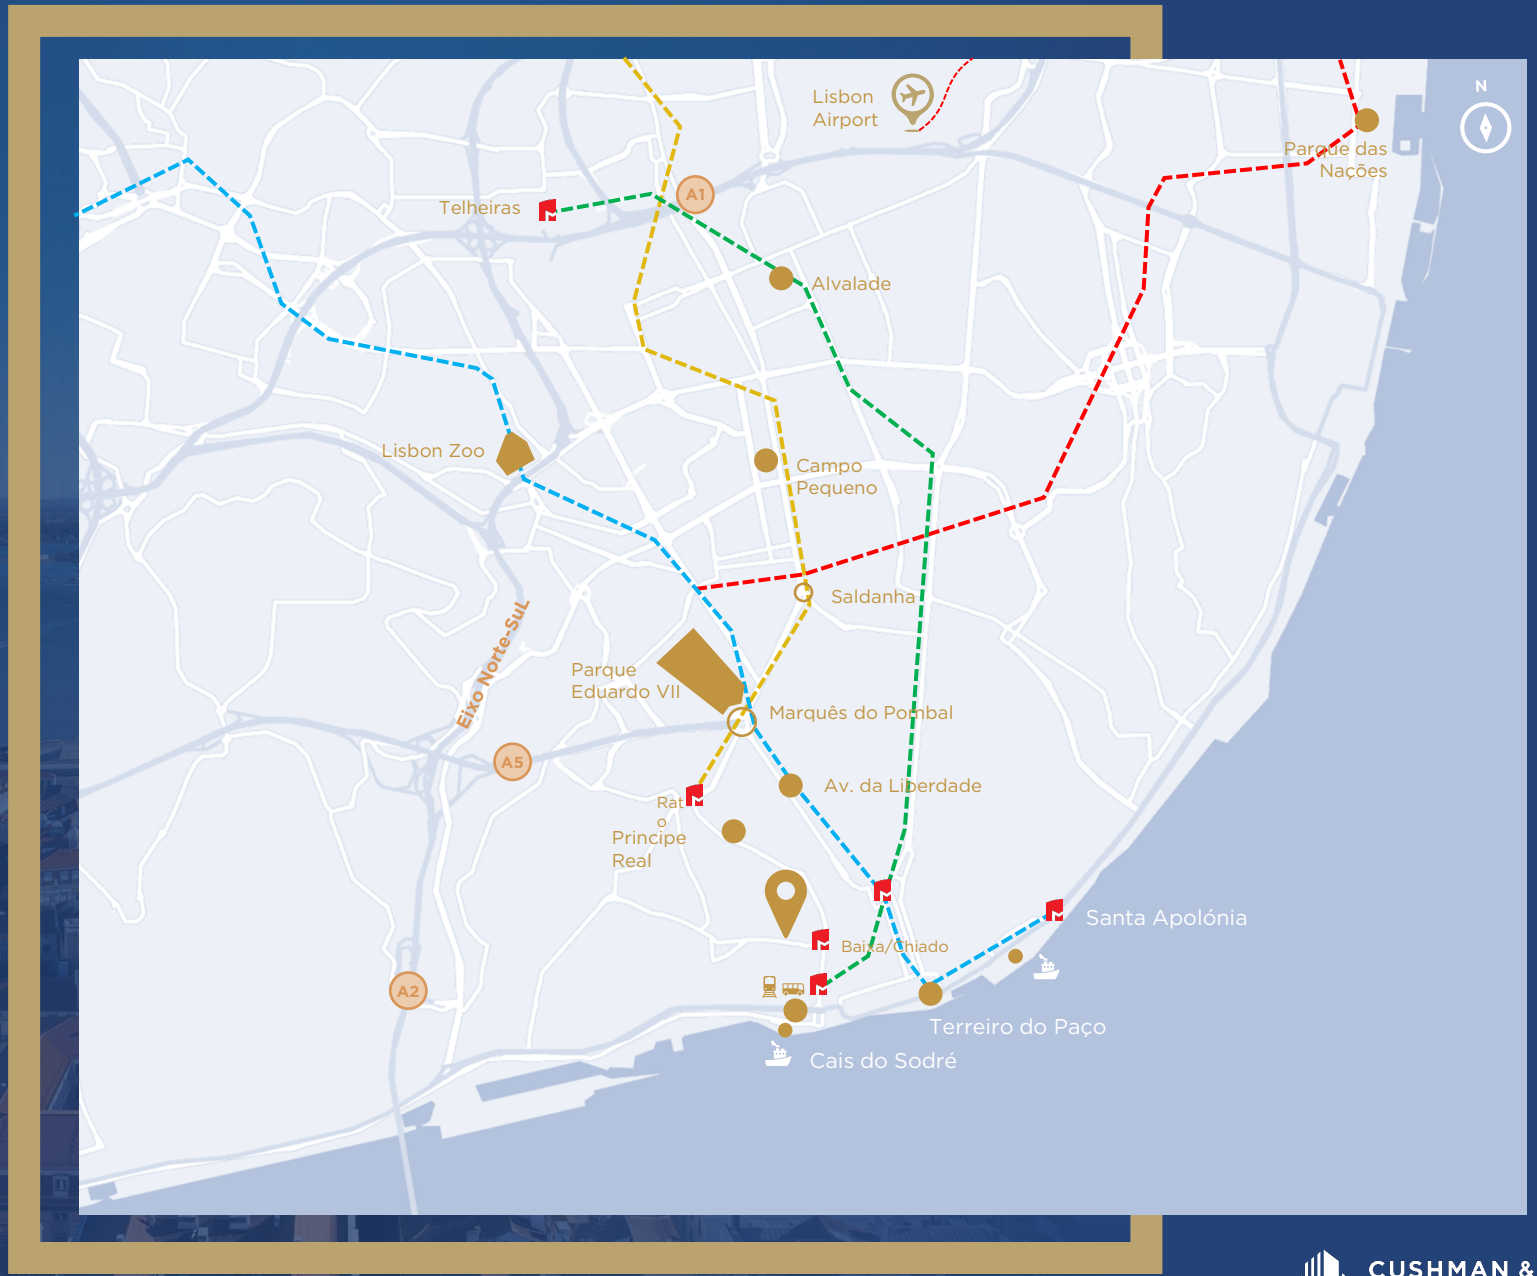 N
Lisbon
Airport
Parque das
Nações
A1
Telheiras
Alvalade
Lisbon Zoo
Campo
Pequeno
Saldanha
Eixo Norte-SuL
Parque
Eduardo VII
Marquês do Pombal
A5
Av. da Liberdade
Rat
o
Principe
Real
Santa Apolónia
Baixa/Chiado
A2
Terreiro do Paço
Cais do Sodré
CUSHMAN &